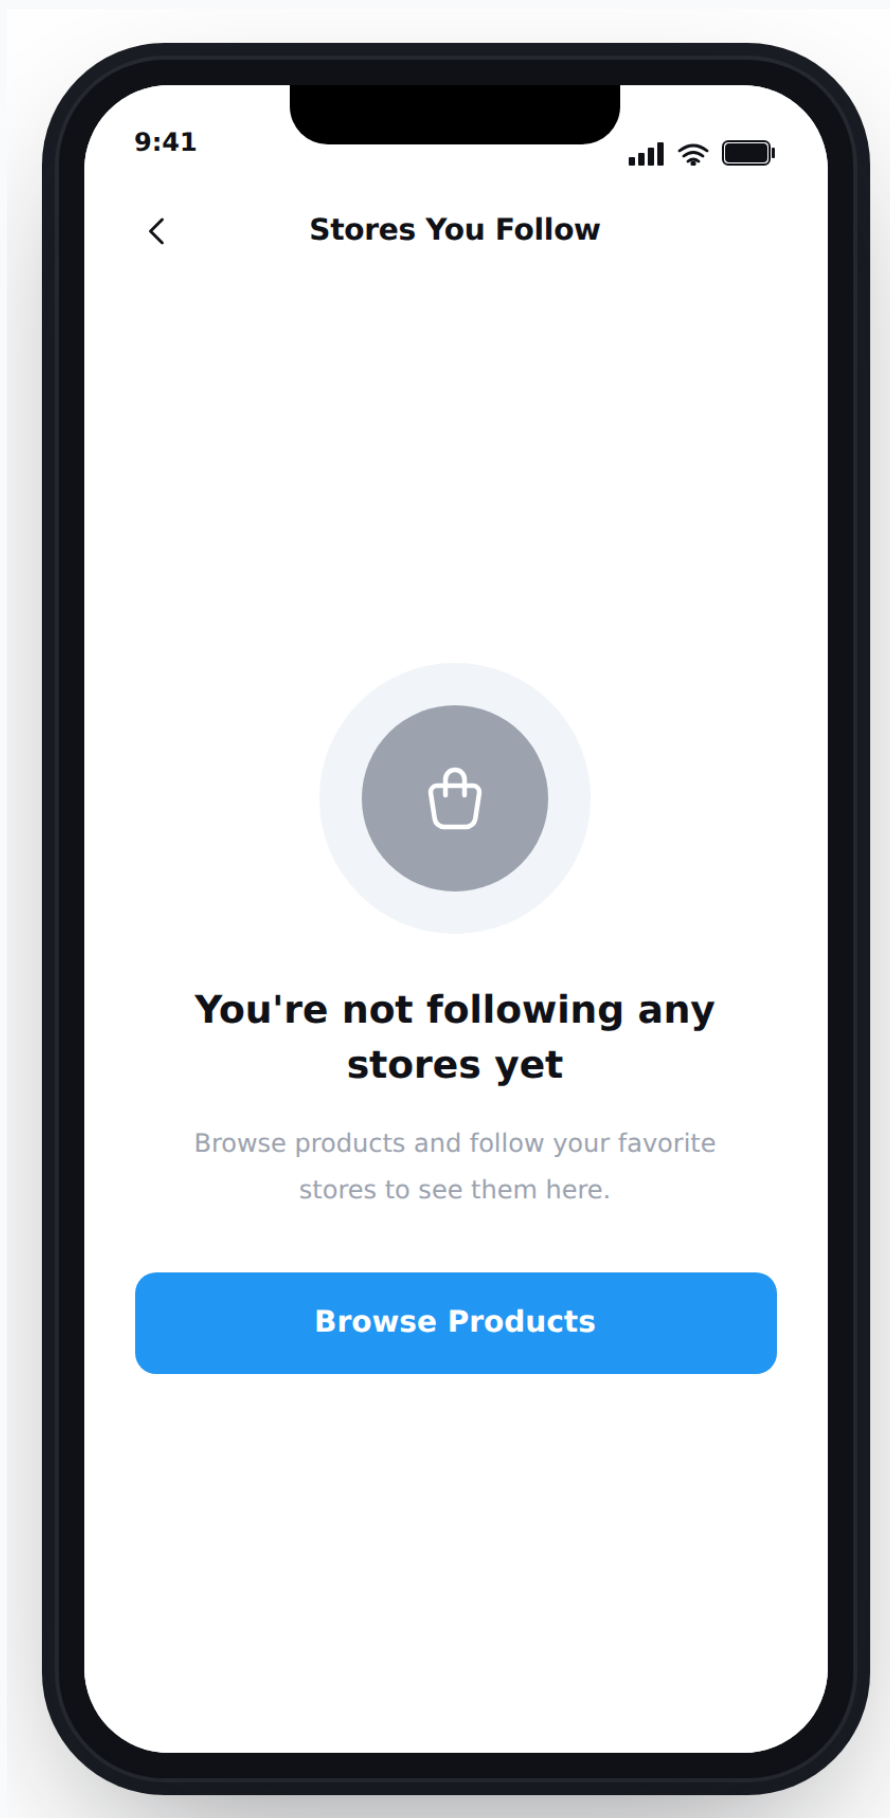 9:41
Stores You Follow
You're not following any
stores yet
Browse products and follow your favorite
stores to see them here.
Browse Products